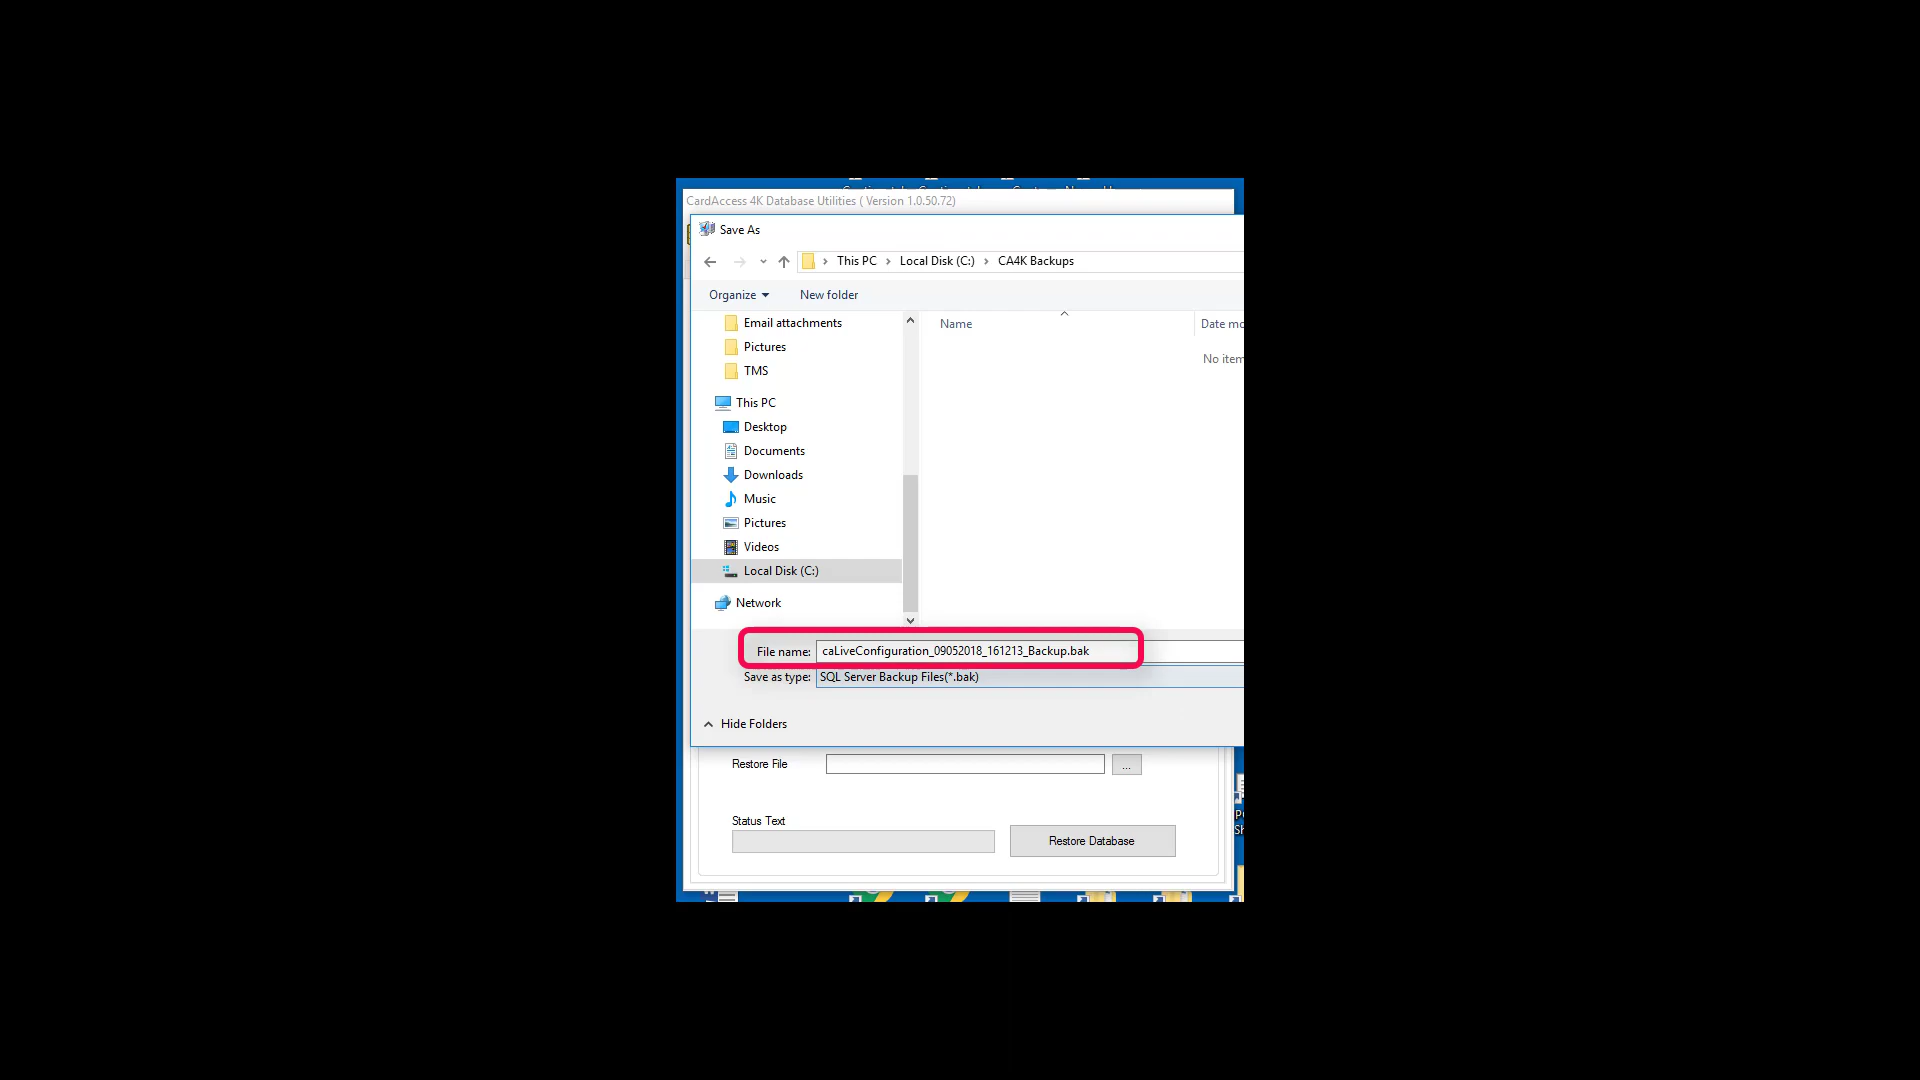 CardAccess 4K Database Utilities ( Version 1.0.50.72)
Save As
This PC > Local Disk (C:) > CA4K Backups
Organize New folder
Name Date mo
No item
Email attachments
Pictures
TMS
This PC
Desktop
Documents
Downloads
Music
Pictures
Videos
Local Disk (C:)
Network
File name: caLiveConfiguration_09052018_161213_Backup.bak
Save as type: SQL Server Backup Files(*.bak)
Hide Folders
Restore File ...
Status Text
Restore Database